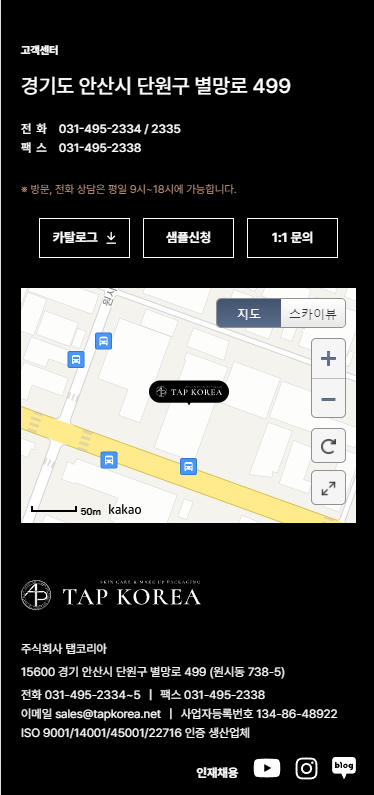 고객센터
경기도 안산시 단원구 별망로 499
전 화 031-495-2334 / 2335
팩 스 031-495-2338
※ 방문, 전화 상담은 평일 9시~18시에 가능합니다.
카탈로그
샘플신청
1:1 문의
원시
지도 스카이뷰
TAP KOREA
50m kakao
SKIN CARE & MAKE UP PACKAGING
TAP KOREA
주식회사 탭코리아
15600 경기 안산시 단원구 별망로 499 (원시동 738-5)
전화 031-495-2334~5 | 팩스 031-495-2338
이메일 sales@tapkorea.net | 사업자등록번호 134-86-48922
ISO 9001/14001/45001/22716 인증 생산업체
인재채용
blog